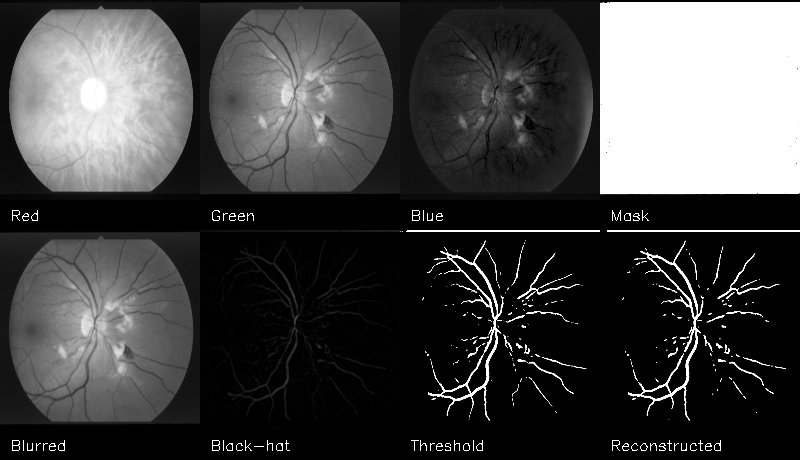 Red
Green
Blue
Mask
Blurred
Black-hat
Threshold
Reconstructed